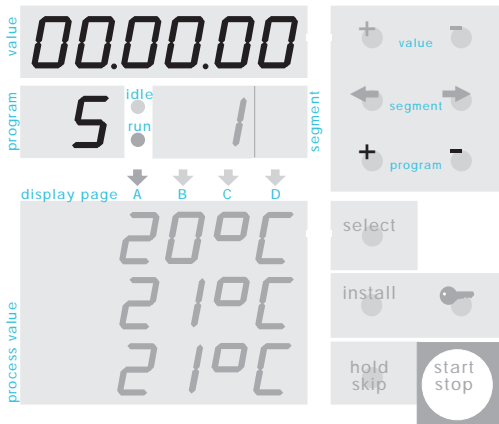 value
00.00.00
+ value -
program
5
idle
run
1
segment
segment
+ program -
display page A B C D
process value
20°C
21°C
21°C
select
install
hold
skip
start
stop